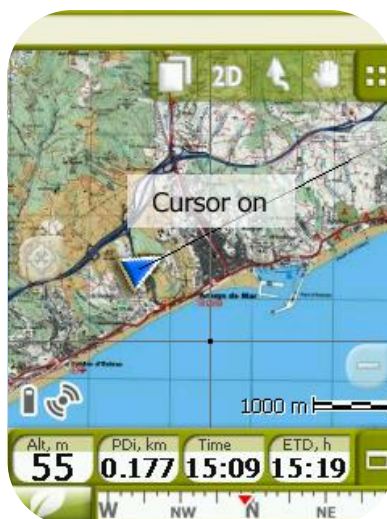 2D
Cursor on
1000 m
Alt, m
PDi, km
Time
ETD, h
55
0.177
15:09
15:19
W
NW
N
NE